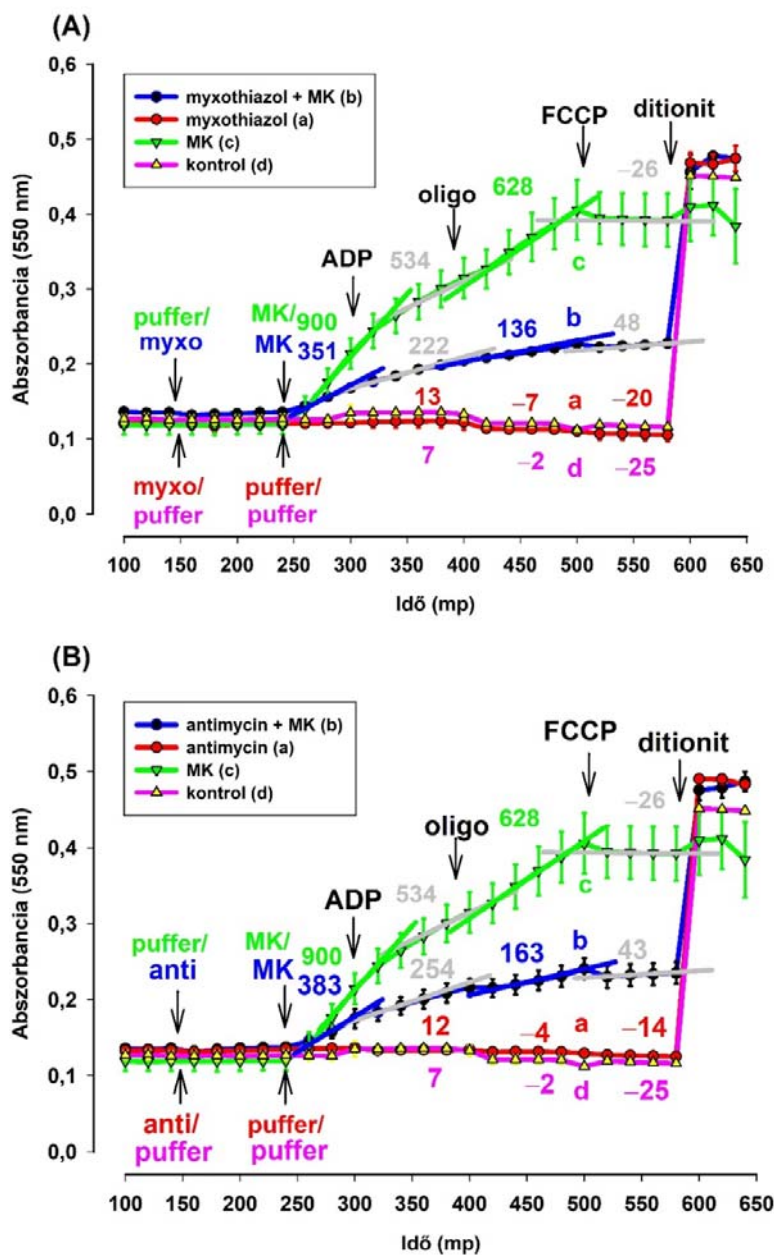 (A)
0,6
0,5
0,4
0,3
0,2
0,1
0,0
Abszorbancia (550 nm)
myxothiazol + MK (b)
myxothiazol (a)
MK (c)
kontrol (d)
FCCP
ditionit
−26
oligo
628
ADP
534
c
puffer/
myxo
MK/
MK
900
351
222
136
b
48
13
−7
a
−20
7
−2
d
−25
myxo/
puffer
puffer/
puffer
100 150 200 250 300 350 400 450 500 550 600 650
Idő (mp)
(B)
0,6
0,5
0,4
0,3
0,2
0,1
0,0
Abszorbancia (550 nm)
antimycin + MK (b)
antimycin (a)
MK (c)
kontrol (d)
FCCP
ditionit
−26
oligo
628
ADP
534
c
puffer/
anti
MK/
MK
900
383
254
163
b
43
12
−4
a
−14
7
−2
d
−25
anti/
puffer
puffer/
puffer
100 150 200 250 300 350 400 450 500 550 600 650
Idő (mp)